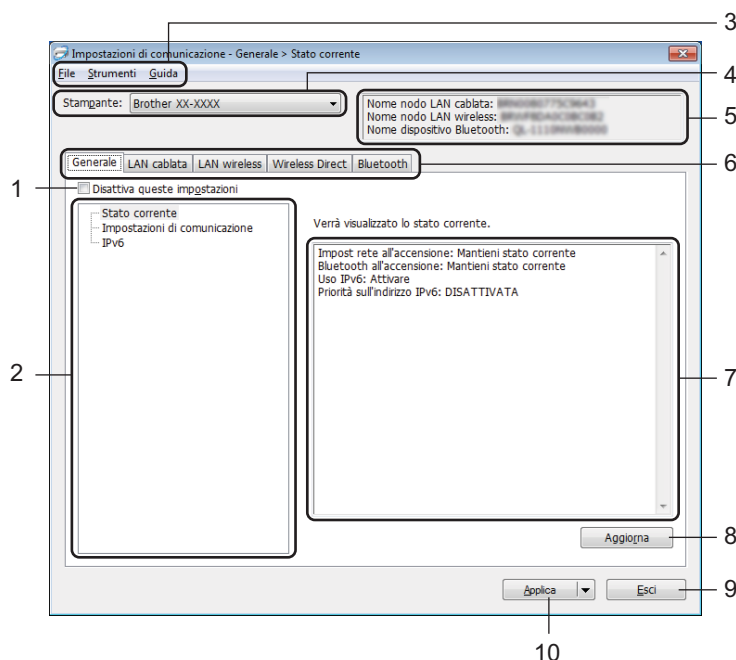 3
Impostazioni di comunicazione - Generale > Stato corrente
File Strumenti Guida
4
Stampante: Brother XX-XXXX
Nome nodo LAN cablata:
Nome nodo LAN wireless:
Nome dispositivo Bluetooth:
5
Generale LAN cablata LAN wireless Wireless Direct Bluetooth
6
1
Disattiva queste impostazioni
Stato corrente
Impostazioni di comunicazione
IPv6
2
Verrà visualizzato lo stato corrente.
Impost rete all'accensione: Mantieni stato corrente
Bluetooth all'accensione: Mantieni stato corrente
Uso IPv6: Attivare
Priorità sull'indirizzo IPv6: DISATTIVATA
7
Aggiorna
8
Applica
Esci
9
10